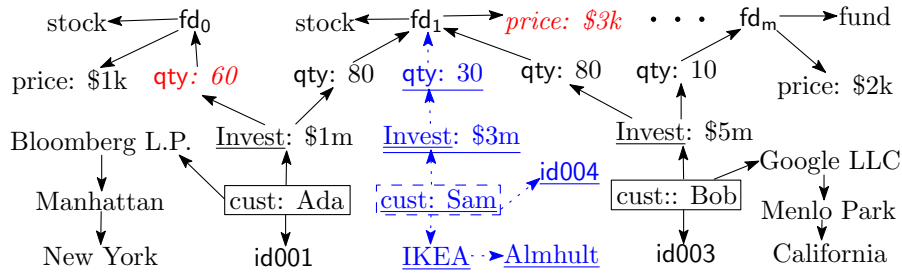 stock fd0 stock fd1 price: $3k · · · fdm fund
price: $1k qty: 60 qty: 80 qty: 30 qty: 80 qty: 10 price: $2k
Bloomberg L.P. Invest: $1m Invest: $3m Invest: $5m
Google LLC
id004
Manhattan cust: Ada cust: Sam cust:: Bob
Menlo Park
New York id001 IKEA Almhult id003 California